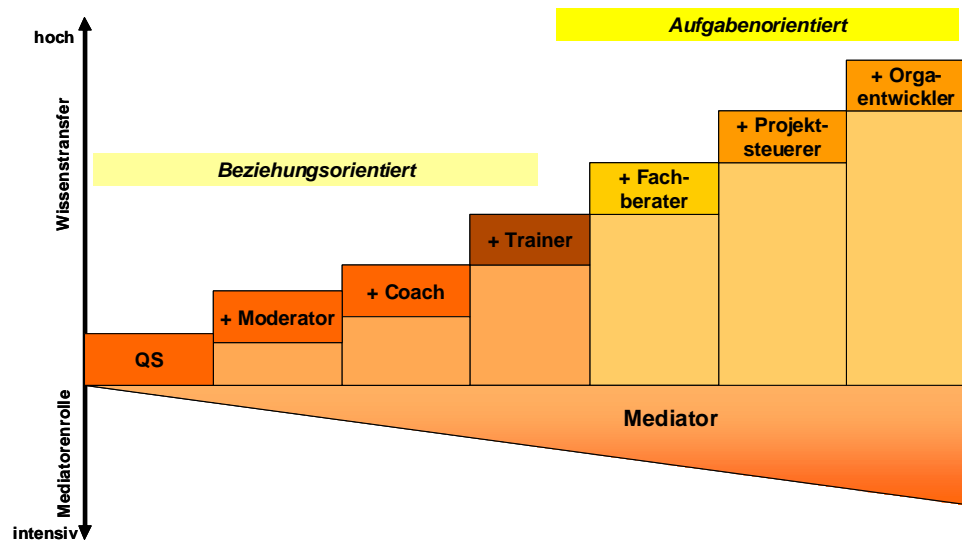 Aufgabenorientiert
hoch
+ Orga-
entwickler
+ Projekt-
steuerer
Wissenstransfer
Beziehungsorientiert
+ Fach-
berater
+ Trainer
+ Coach
+ Moderator
QS
Mediatorenrolle
Mediator
intensiv